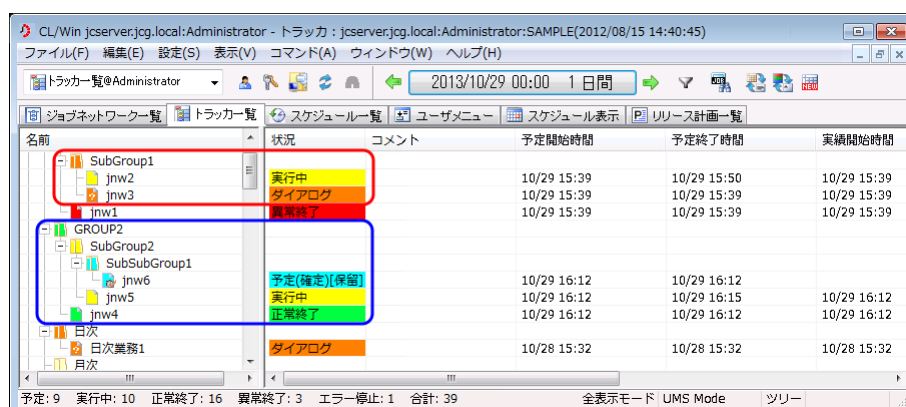 CL/Win jcserver.jcg.local:Administrator - トラッカ : jcserver.jcg.local:Administrator:SAMPLE(2012/08/15 14:40:45)
ファイル(F) 編集(E) 設定(S) 表示(V) コマンド(A) ウィンドウ(W) ヘルプ(H)
トラッカ一覧@Administrator 2013/10/29 00:00 1 日間
ジョブネットワーク一覧 トラッカ一覧 スケジュール一覧 ユーザメニュー スケジュール表示 リリース計画一覧
名前 状況 コメント 予定開始時間 予定終了時間 実績開始時間
SubGroup1
jnw2 実行中 10/29 15:39 10/29 15:50 10/29 15:39
jnw3 ダイアログ 10/29 15:39 10/29 15:39 10/29 15:39
jnw1 異常終了 10/29 15:39 10/29 15:39 10/29 15:39
GROUP2
SubGroup2
SubSubGroup1
jnw6 予定(確定)[保留] 10/29 16:12 10/29 16:12
jnw5 実行中 10/29 16:12 10/29 16:15 10/29 16:12
jnw4 正常終了 10/29 16:12 10/29 16:12 10/29 16:12
日次
日次業務1 ダイアログ 10/28 15:32 10/28 15:32 10/28 15:32
月次
予定: 9 実行中: 10 正常終了: 16 異常終了: 3 エラー停止: 1 合計: 39 全表示モード UMS Mode ツリー